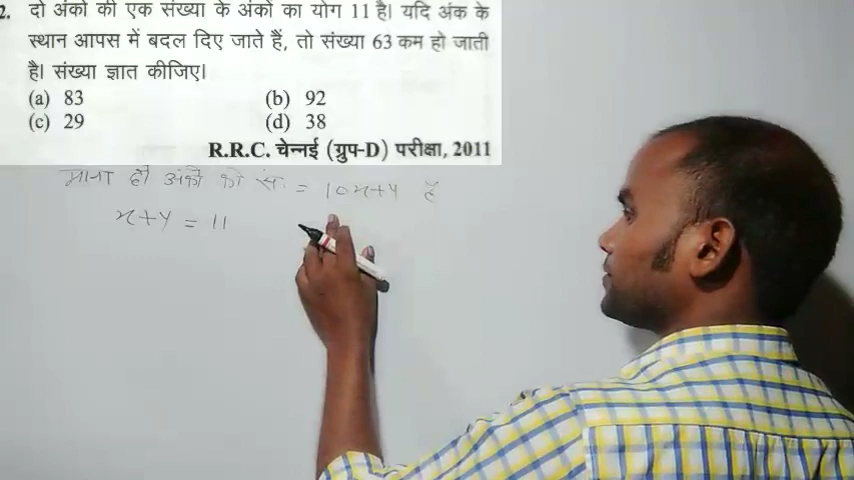 2. दो अंको की एक संख्या के अंकों का योग 11 है। यदि अंक के
स्थान आपस में बदल दिए जाते हैं, तो संख्या 63 कम हो जाती
है। संख्या ज्ञात कीजिए।
(a) 83 (b) 92
(c) 29 (d) 38
R.R.C. चेन्नई (ग्रुप-D) परीक्षा, 2011
माना दो अंको की सं. = 10x+y है
x+y = 11